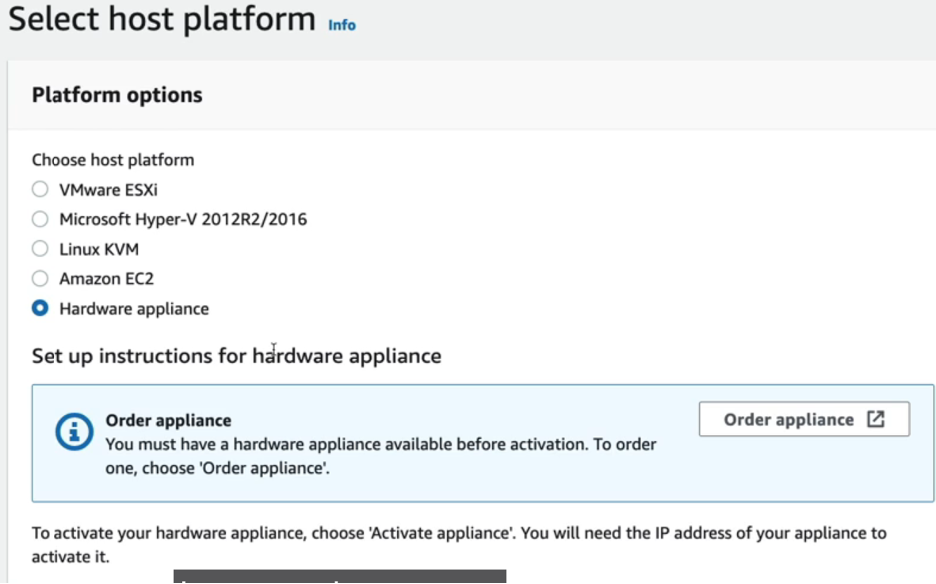 Select host platform Info
Platform options
Choose host platform
VMware ESXi
Microsoft Hyper-V 2012R2/2016
Linux KVM
Amazon EC2
Hardware appliance
Set up instructions for hardware appliance
Order appliance
You must have a hardware appliance available before activation. To order
one, choose 'Order appliance'.
Order appliance
To activate your hardware appliance, choose 'Activate appliance'. You will need the IP address of your appliance to
activate it.